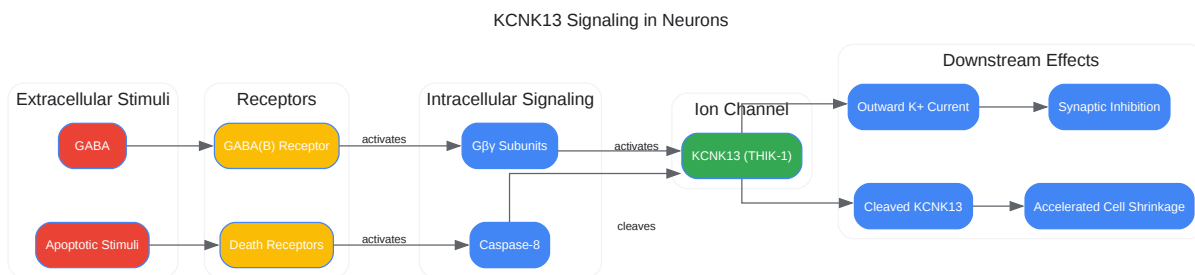 KCNK13 Signaling in Neurons
Downstream Effects
Extracellular Stimuli
Receptors
Intracellular Signaling
Ion Channel
Outward K+ Current
Synaptic Inhibition
GABA
GABA(B) Receptor
activates
Gβγ Subunits
activates
KCNK13 (THIK-1)
Cleaved KCNK13
Accelerated Cell Shrinkage
cleaves
Apoptotic Stimuli
Death Receptors
activates
Caspase-8